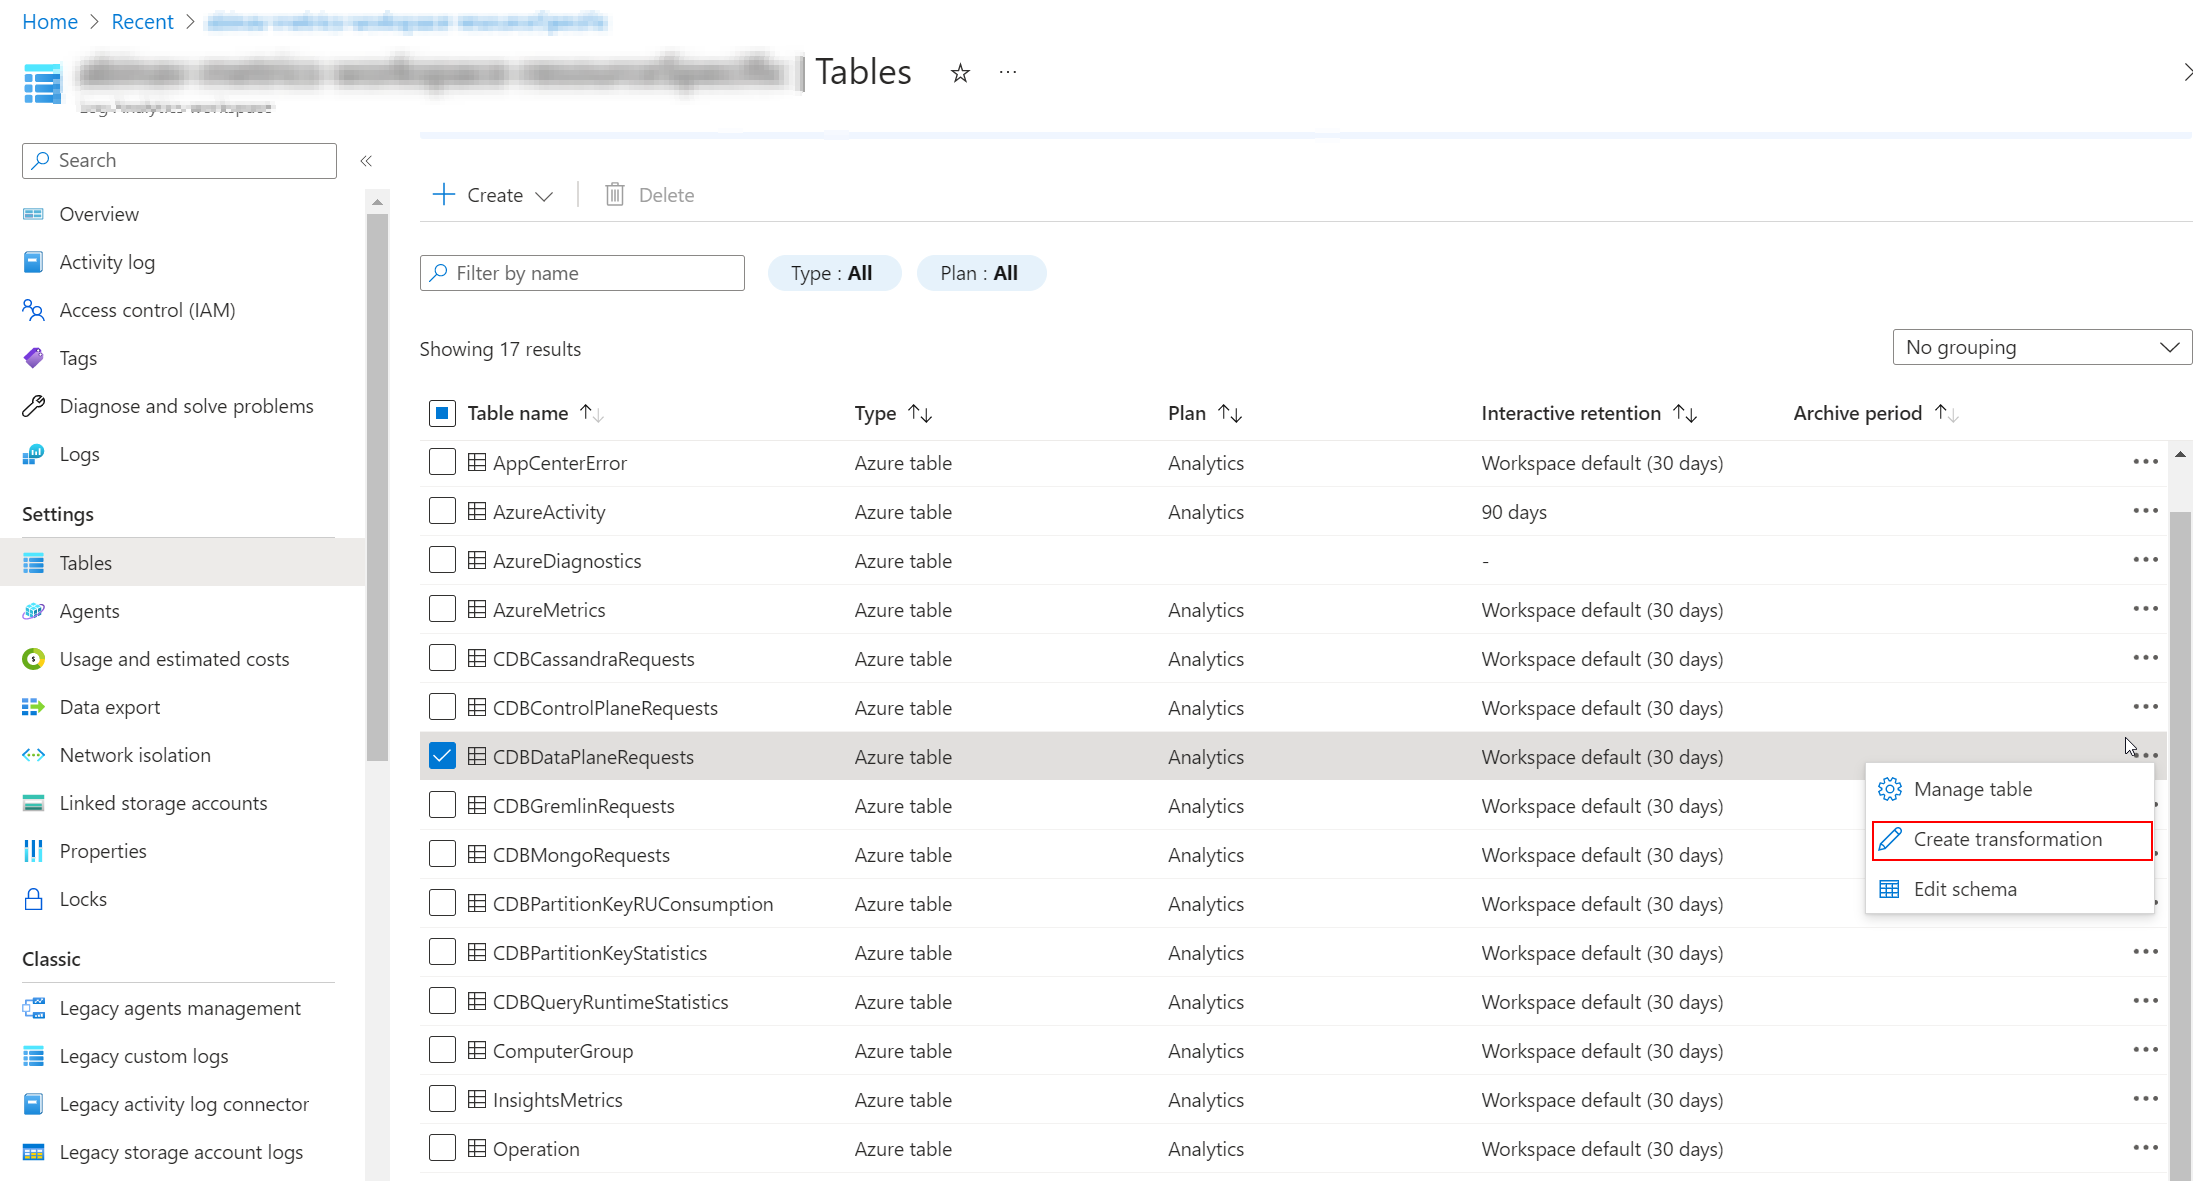 Home > Recent >
| Tables
Log Analytics workspace
Search
Overview
Activity log
Access control (IAM)
Tags
Diagnose and solve problems
Logs
Settings
Tables
Agents
Usage and estimated costs
Data export
Network isolation
Linked storage accounts
Properties
Locks
Classic
Legacy agents management
Legacy custom logs
Legacy activity log connector
Legacy storage account logs
Create
Delete
Filter by name
Type : All
Plan : All
Showing 17 results
No grouping
Table name Type Plan Interactive retention Archive period
AppCenterError Azure table Analytics Workspace default (30 days)
AzureActivity Azure table Analytics 90 days
AzureDiagnostics Azure table -
AzureMetrics Azure table Analytics Workspace default (30 days)
CDBCassandraRequests Azure table Analytics Workspace default (30 days)
CDBControlPlaneRequests Azure table Analytics Workspace default (30 days)
CDBDataPlaneRequests Azure table Analytics Workspace default (30 days)
CDBGremlinRequests Azure table Analytics Workspace default (30 days)
CDBMongoRequests Azure table Analytics Workspace default (30 days)
CDBPartitionKeyRUConsumption Azure table Analytics Workspace default (30 days)
CDBPartitionKeyStatistics Azure table Analytics Workspace default (30 days)
CDBQueryRuntimeStatistics Azure table Analytics Workspace default (30 days)
ComputerGroup Azure table Analytics Workspace default (30 days)
InsightsMetrics Azure table Analytics Workspace default (30 days)
Operation Azure table Analytics Workspace default (30 days)
Manage table
Create transformation
Edit schema